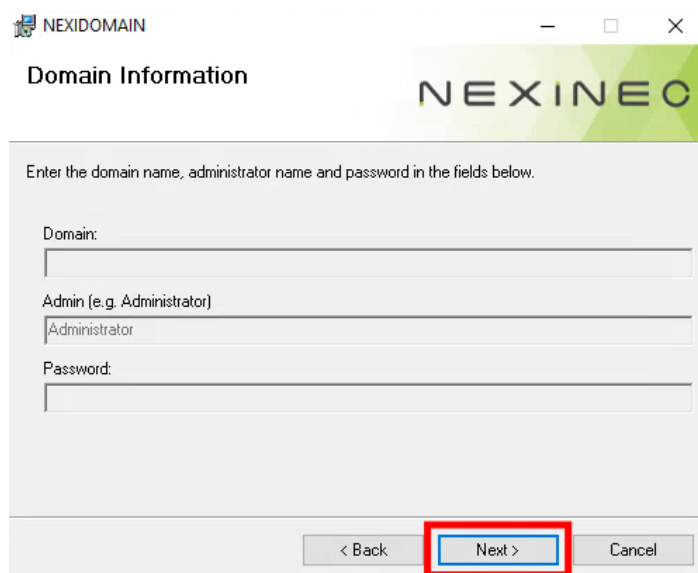 NEXIDOMAIN
Domain Information
NEXINEC
Enter the domain name, administrator name and password in the fields below.
Domain:
Admin (e.g. Administrator)
Administrator
Password:
< Back
Next >
Cancel